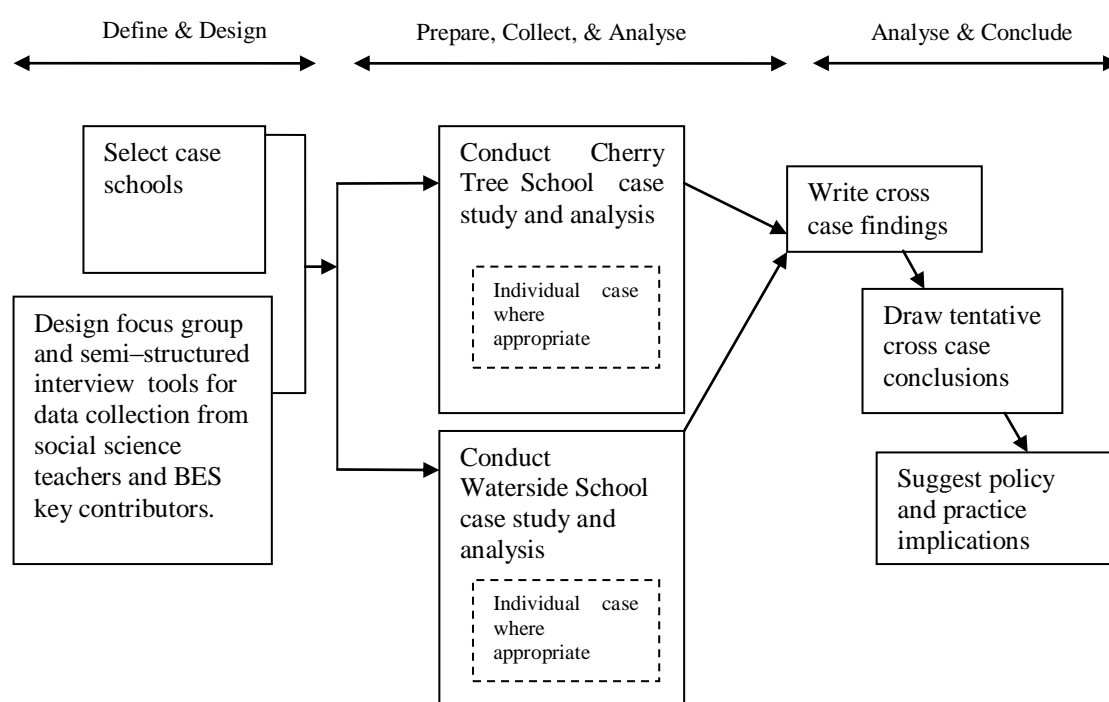 Define & Design
Prepare, Collect, & Analyse
Analyse & Conclude
Select case
schools
Design focus group
and semi–structured
interview tools for
data collection from
social science
teachers and BES
key contributors.
Conduct Cherry
Tree School case
study and analysis
Individual case
where
appropriate
Conduct
Waterside School
case study and
analysis
Individual case
where
appropriate
Write cross
case findings
Draw tentative
cross case
conclusions
Suggest policy
and practice
implications